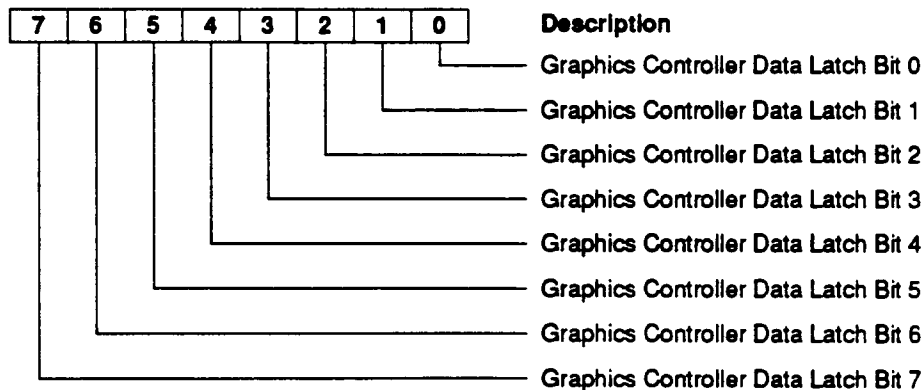 7 6 5 4 3 2 1 0 Description
Graphics Controller Data Latch Bit 0
Graphics Controller Data Latch Bit 1
Graphics Controller Data Latch Bit 2
Graphics Controller Data Latch Bit 3
Graphics Controller Data Latch Bit 4
Graphics Controller Data Latch Bit 5
Graphics Controller Data Latch Bit 6
Graphics Controller Data Latch Bit 7